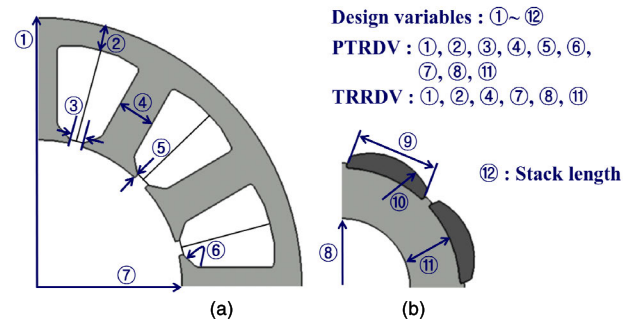 ①
②
③
④
⑤
⑥
⑦
(a)
Design variables : ①~⑫
PTRDV : ①, ②, ③, ④, ⑤, ⑥,
⑦, ⑧, ⑪
TRRDV : ①, ②, ④, ⑦, ⑧, ⑪
⑨
⑩
⑫ : Stack length
⑧
⑪
(b)